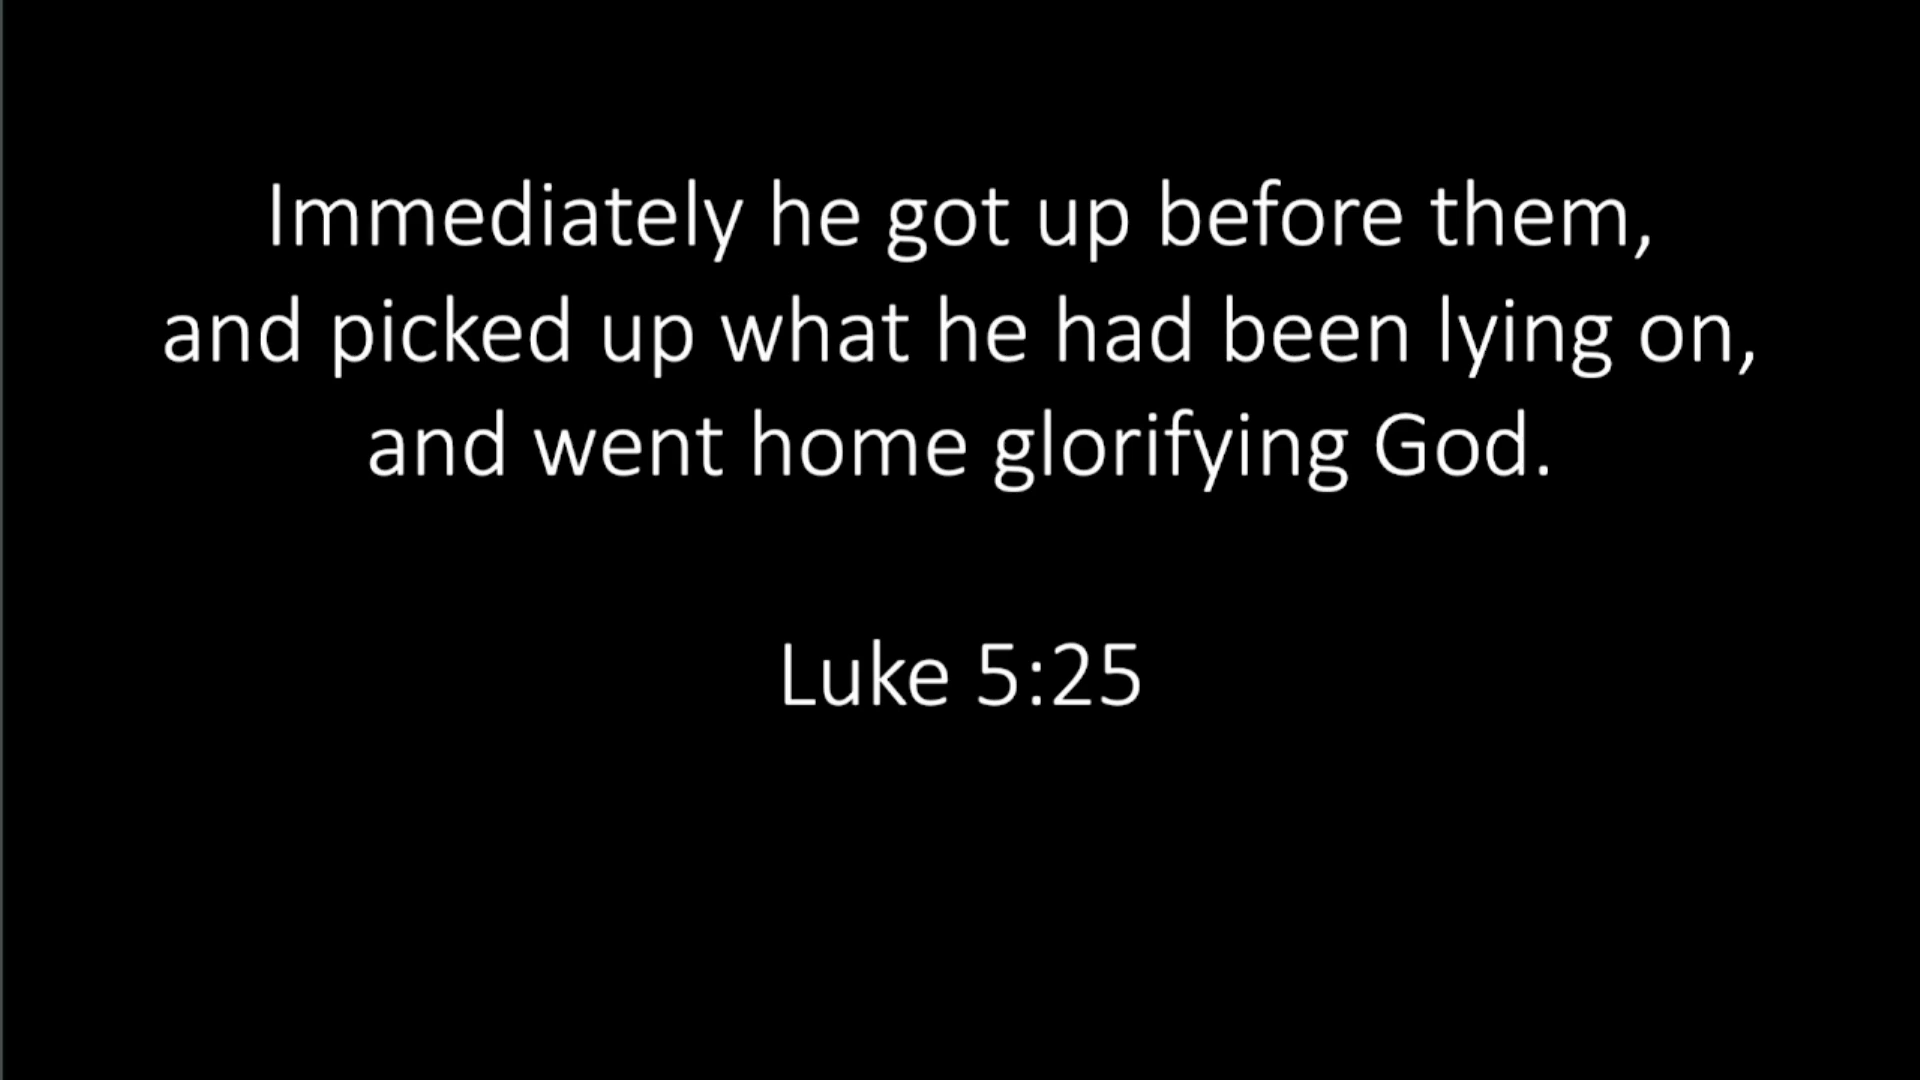 Immediately he got up before them,
and picked up what he had been lying on,
and went home glorifying God.
Luke 5:25